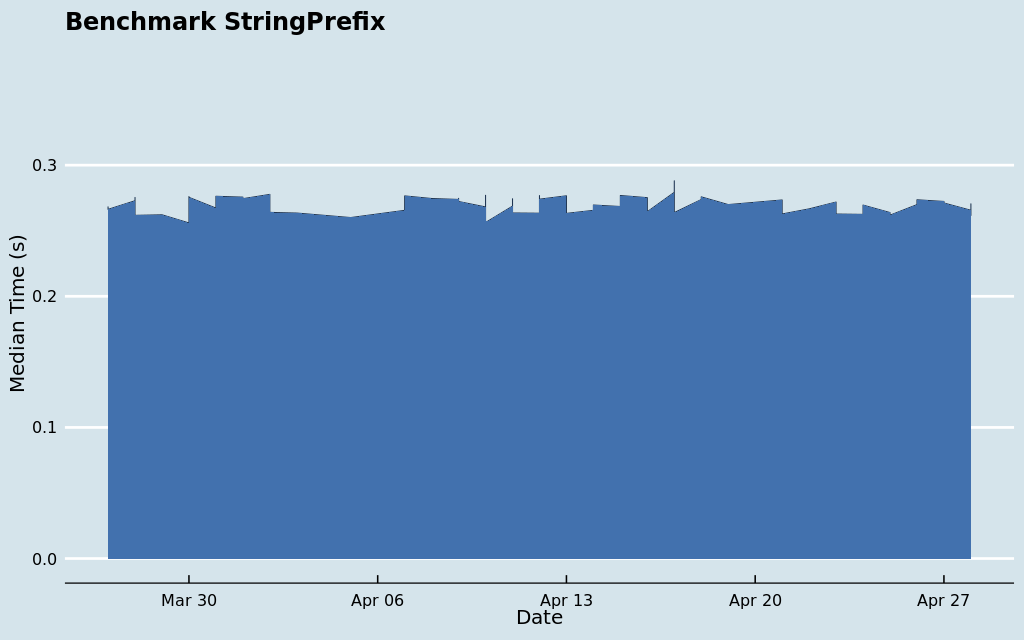 Benchmark StringPrefix
0.3
0.2
0.1
0.0
Median Time (s)
Mar 30
Apr 06
Apr 13
Apr 20
Apr 27
Date